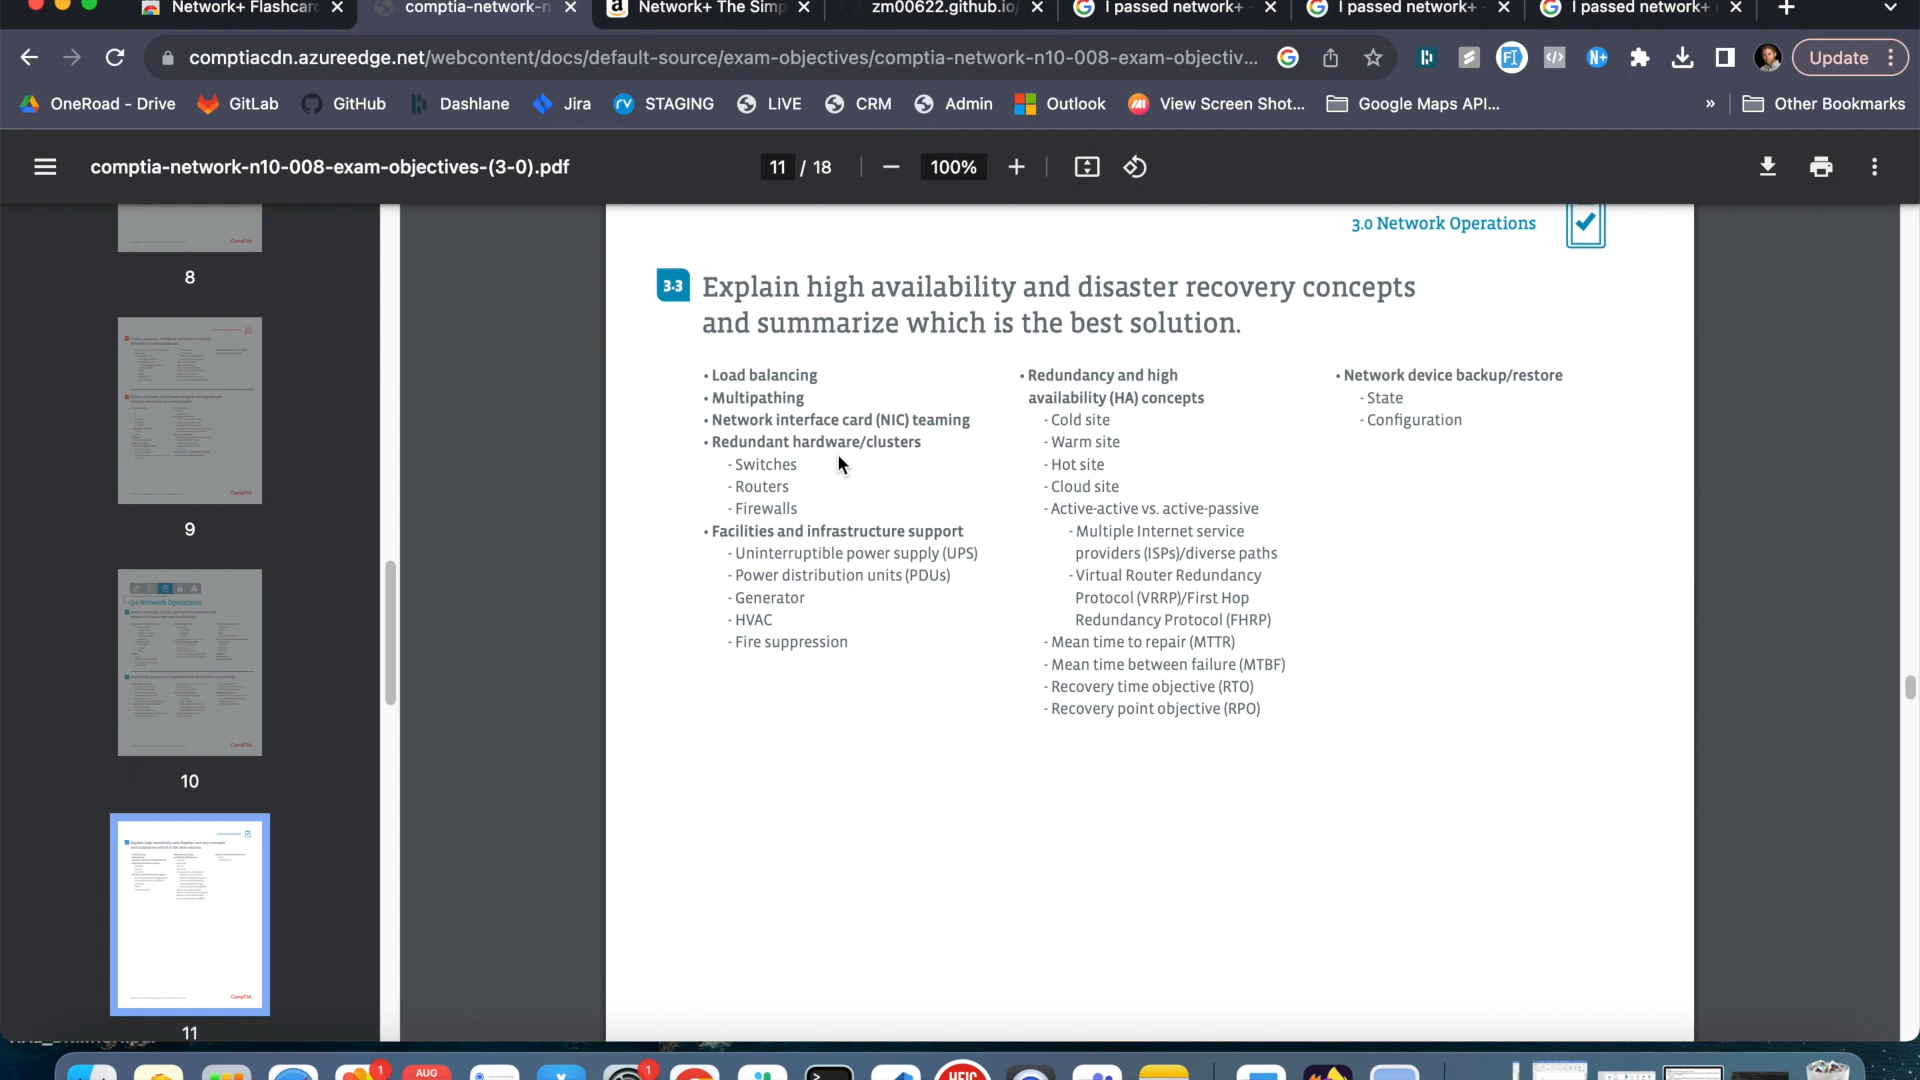 Network+ Flashcar
comptia-network-n
Network+ The Simp
zm00622.github.io/
I passed network+
I passed network+
I passed network+
comptiacdn.azureedge.net/webcontent/docs/default-source/exam-objectives/comptia-network-n10-008-exam-objectiv...
Update
OneRoad - Drive
GitLab
GitHub
Dashlane
Jira
STAGING
LIVE
CRM
Admin
Outlook
View Screen Shot...
Google Maps API...
»
Other Bookmarks
comptia-network-n10-008-exam-objectives-(3-0).pdf
11 / 18
100%
8
9
10
11
3.0 Network Operations
3.3 Explain high availability and disaster recovery concepts
and summarize which is the best solution.
• Load balancing
• Multipathing
• Network interface card (NIC) teaming
• Redundant hardware/clusters
- Switches
- Routers
- Firewalls
• Facilities and infrastructure support
- Uninterruptible power supply (UPS)
- Power distribution units (PDUs)
- Generator
- HVAC
- Fire suppression
• Redundancy and high
availability (HA) concepts
- Cold site
- Warm site
- Hot site
- Cloud site
- Active-active vs. active-passive
- Multiple Internet service
providers (ISPs)/diverse paths
- Virtual Router Redundancy
Protocol (VRRP)/First Hop
Redundancy Protocol (FHRP)
- Mean time to repair (MTTR)
- Mean time between failure (MTBF)
- Recovery time objective (RTO)
- Recovery point objective (RPO)
• Network device backup/restore
- State
- Configuration
1
AUG
1
HEIC